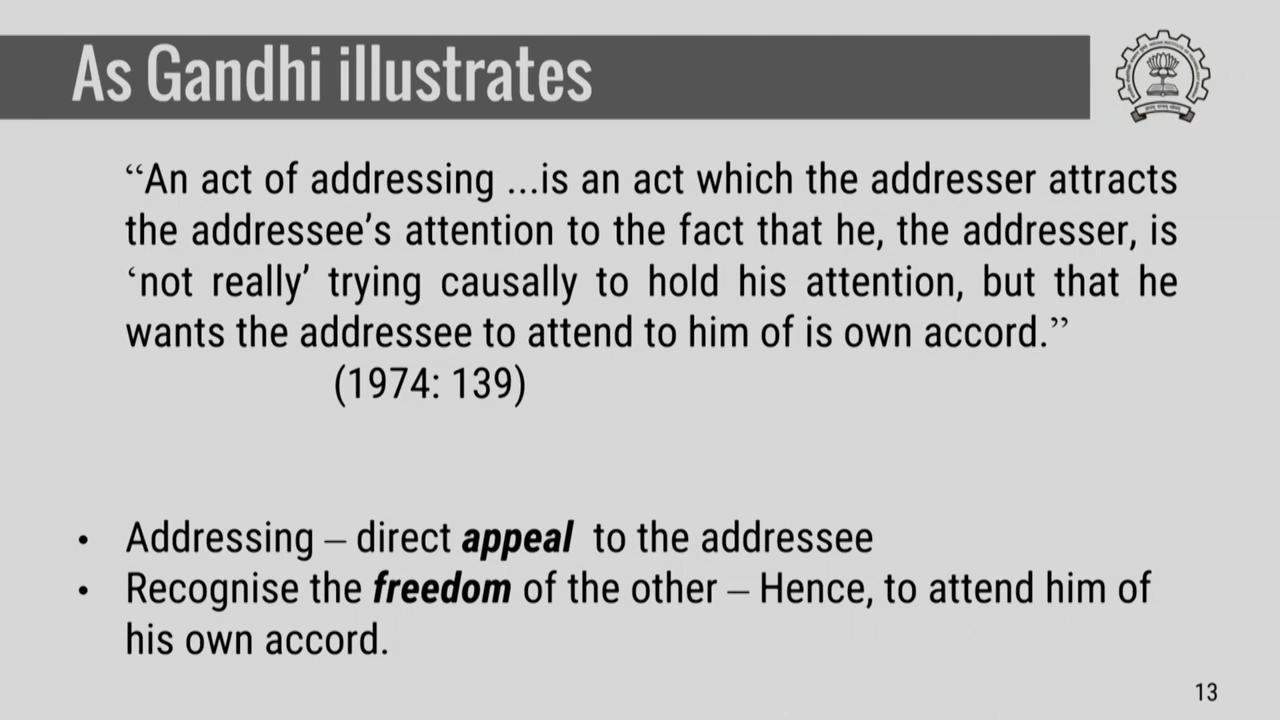 As Gandhi illustrates
“An act of addressing ...is an act which the addresser attracts
the addressee’s attention to the fact that he, the addresser, is
‘not really’ trying causally to hold his attention, but that he
wants the addressee to attend to him of is own accord.”
(1974: 139)
• Addressing – direct appeal to the addressee
• Recognise the freedom of the other – Hence, to attend him of
his own accord.
13